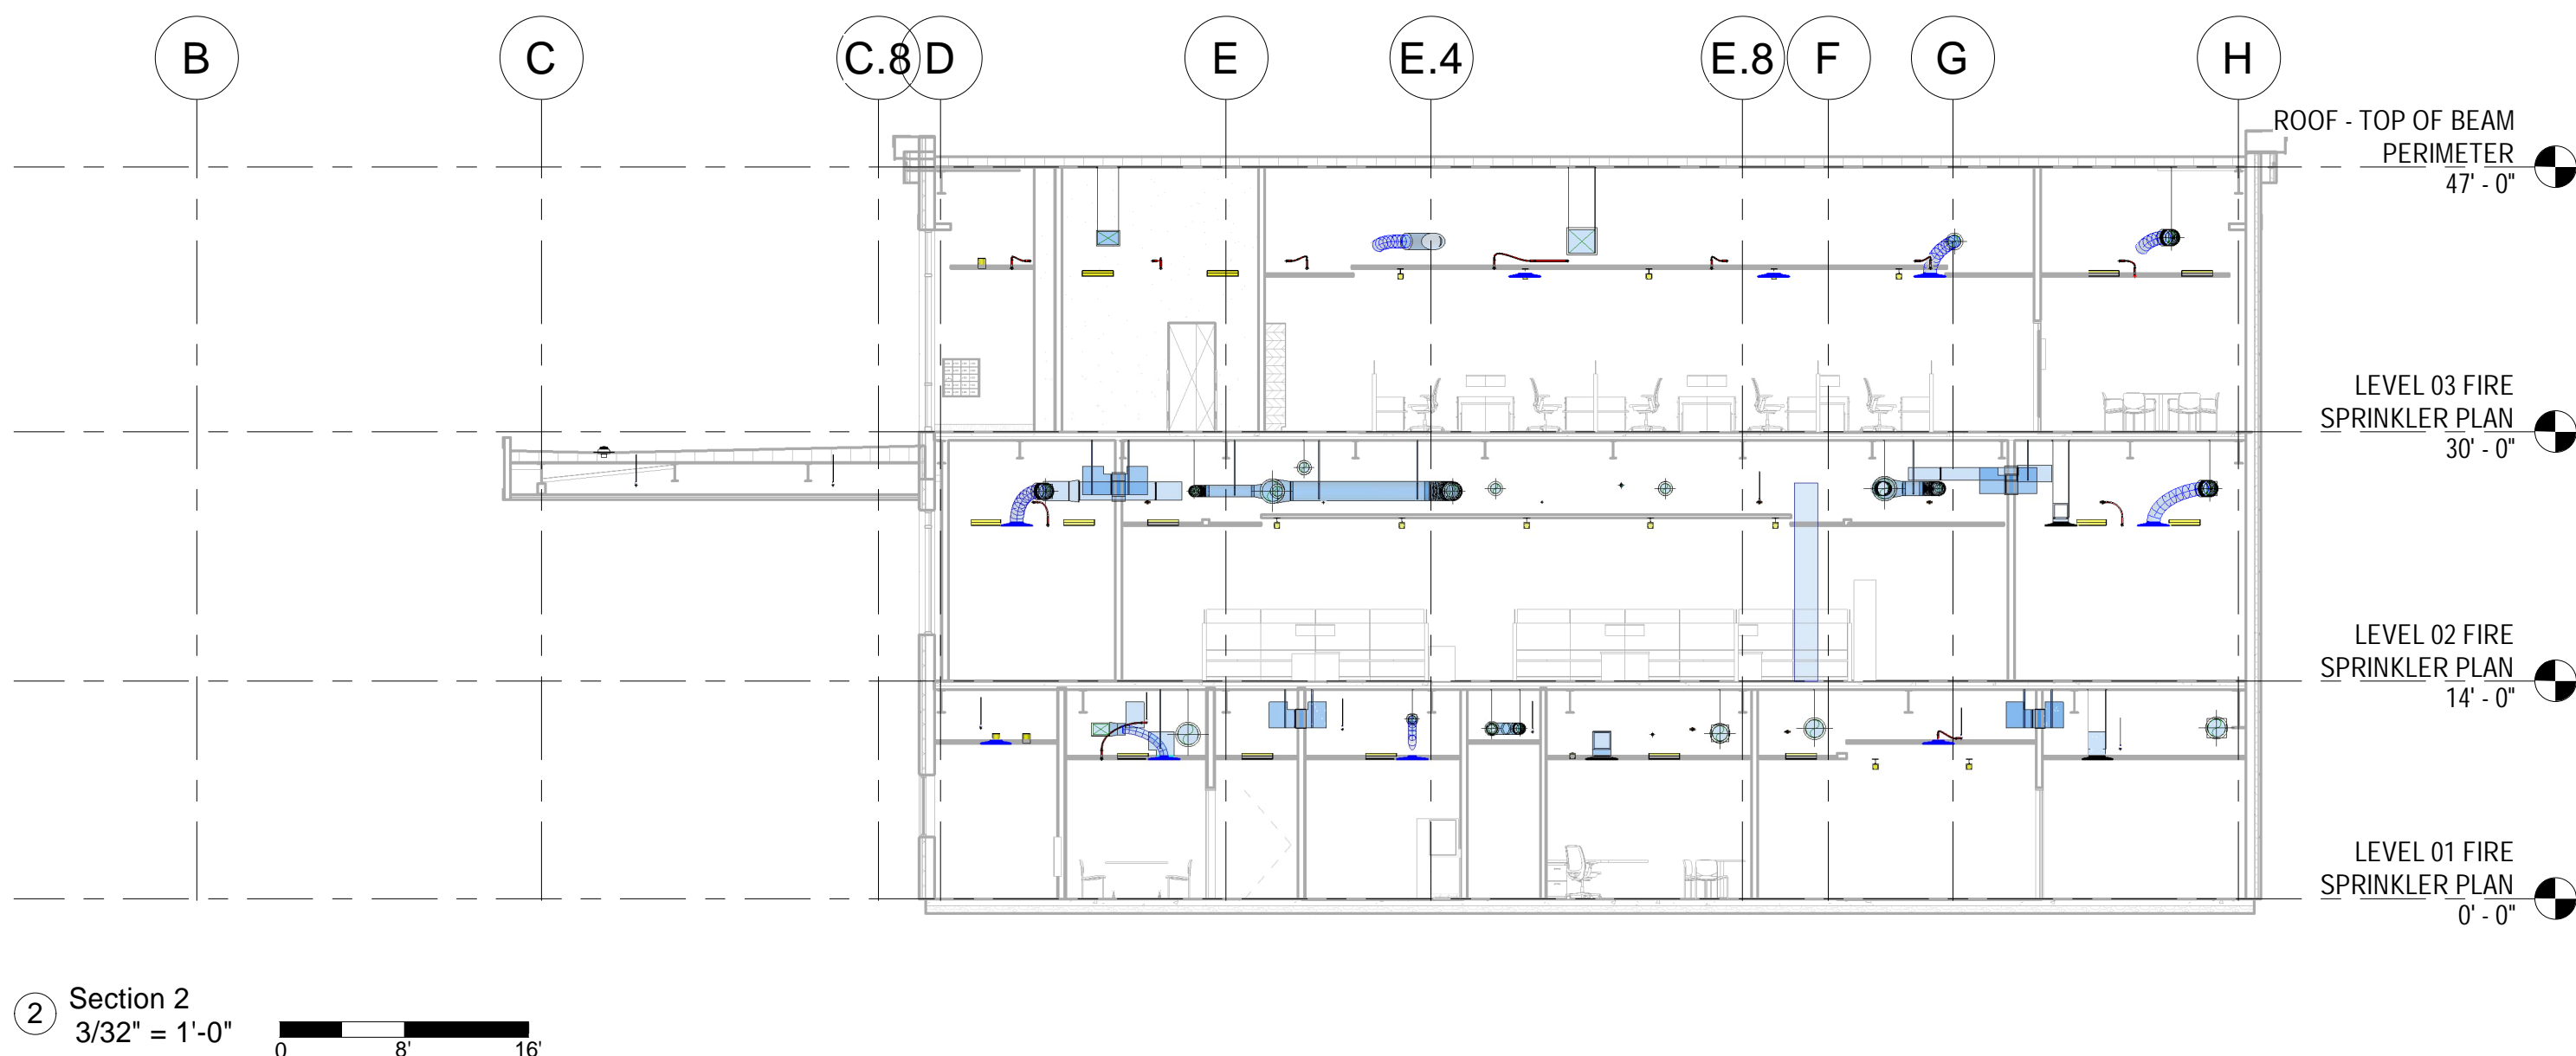 B C C.8 D E E.4 E.8 F G H
ROOF - TOP OF BEAM
PERIMETER
47' - 0"
LEVEL 03 FIRE
SPRINKLER PLAN
30' - 0"
LEVEL 02 FIRE
SPRINKLER PLAN
14' - 0"
LEVEL 01 FIRE
SPRINKLER PLAN
0' - 0"
2 Section 2
3/32" = 1'-0"
0 8' 16'